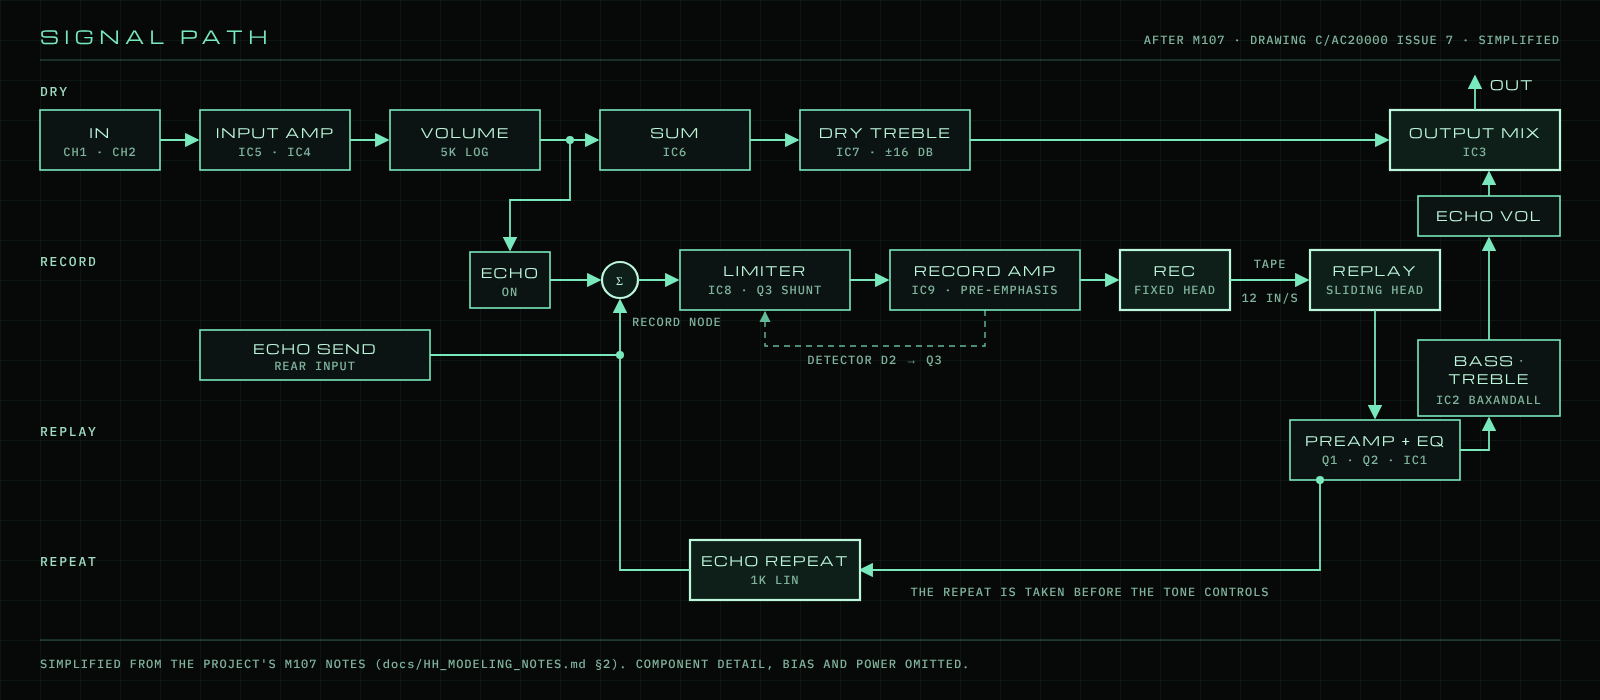 SIGNAL PATH
AFTER M107 · DRAWING C/AC20000 ISSUE 7 · SIMPLIFIED
OUT
DRY
IN
CH1 · CH2
INPUT AMP
IC5 · IC4
VOLUME
5K LOG
SUM
IC6
DRY TREBLE
IC7 · ±16 DB
OUTPUT MIX
IC3
ECHO VOL
RECORD
ECHO
ON
Σ
LIMITER
IC8 · Q3 SHUNT
RECORD AMP
IC9 · PRE-EMPHASIS
REC
FIXED HEAD
TAPE
12 IN/S
REPLAY
SLIDING HEAD
RECORD NODE
ECHO SEND
REAR INPUT
DETECTOR D2 → Q3
BASS ·
TREBLE
IC2 BAXANDALL
REPLAY
PREAMP + EQ
Q1 · Q2 · IC1
REPEAT
ECHO REPEAT
1K LIN
THE REPEAT IS TAKEN BEFORE THE TONE CONTROLS
SIMPLIFIED FROM THE PROJECT'S M107 NOTES (docs/HH_MODELING_NOTES.md §2). COMPONENT DETAIL, BIAS AND POWER OMITTED.